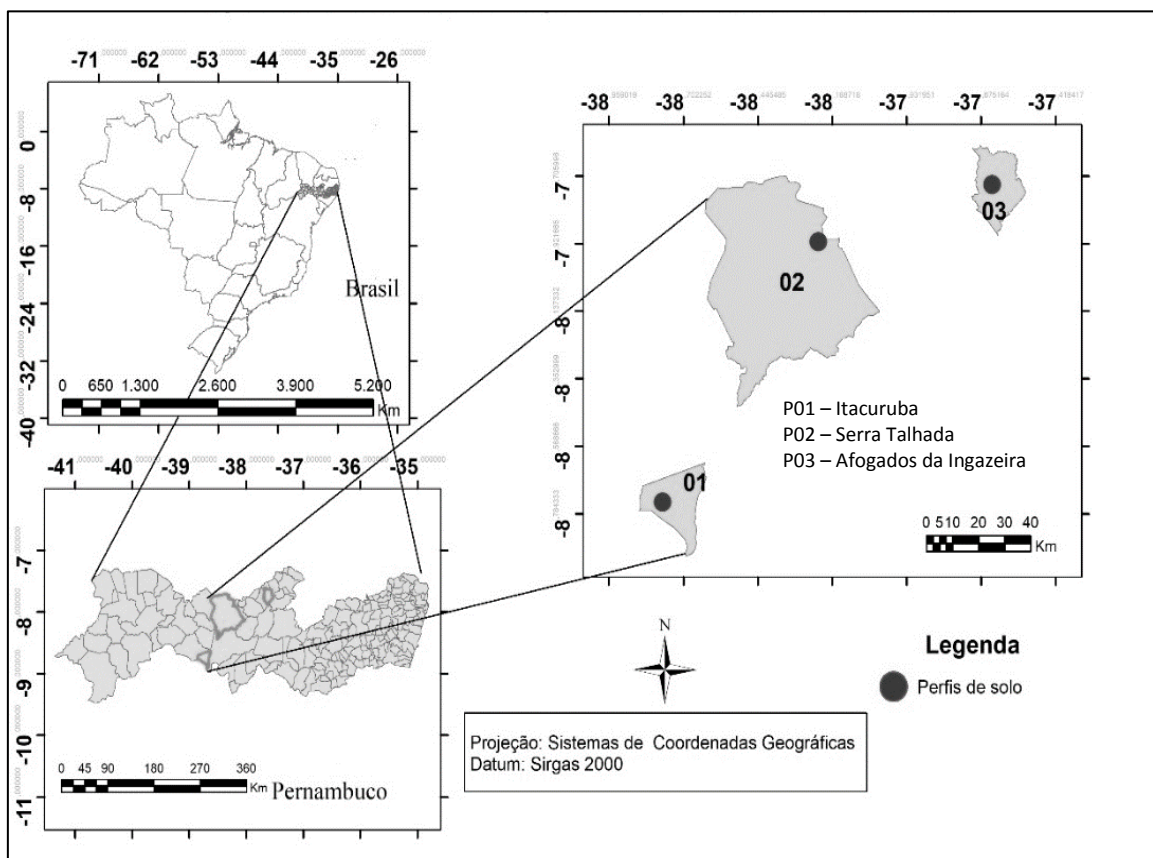 -71 -62 -53 -44 -35 -26
0
-8
-16
-24
-32
-40
Brasil
0 650 1.300 2.600 3.900 5.200
Km
-41 -40 -39 -38 -37 -36 -35
-7
-8
-9
-10
-11
0 45 90 180 270 360
Km
Pernambuco
-38 -38 -38 -38 -37 -37 -37
-7
-7
-8
-8
-8
-8
03
02
01
P01 – Itacuruba
P02 – Serra Talhada
P03 – Afogados da Ingazeira
0 5 10 20 30 40
Km
N
Legenda
Perfis de solo
Projeção: Sistemas de Coordenadas Geográficas
Datum: Sirgas 2000